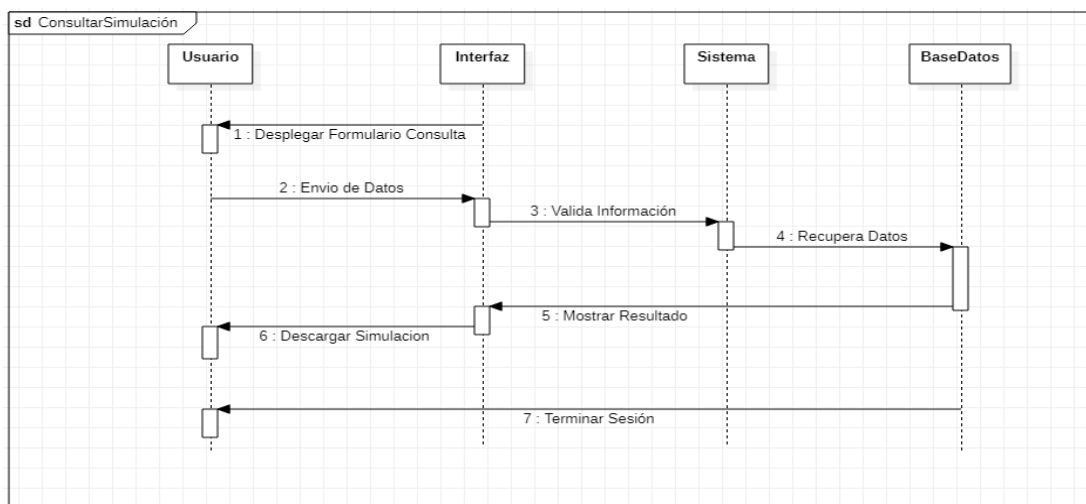 sd ConsultarSimulación
Usuario
Interfaz
Sistema
BaseDatos
1 : Desplegar Formulario Consulta
2 : Envio de Datos
3 : Valida Información
4 : Recupera Datos
5 : Mostrar Resultado
6 : Descargar Simulacion
7 : Terminar Sesión